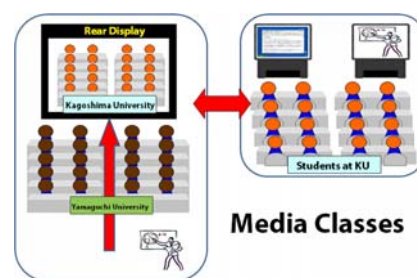 Rear Display
Kagoshima University
Yamaguchi University
Students at KU
Media Classes